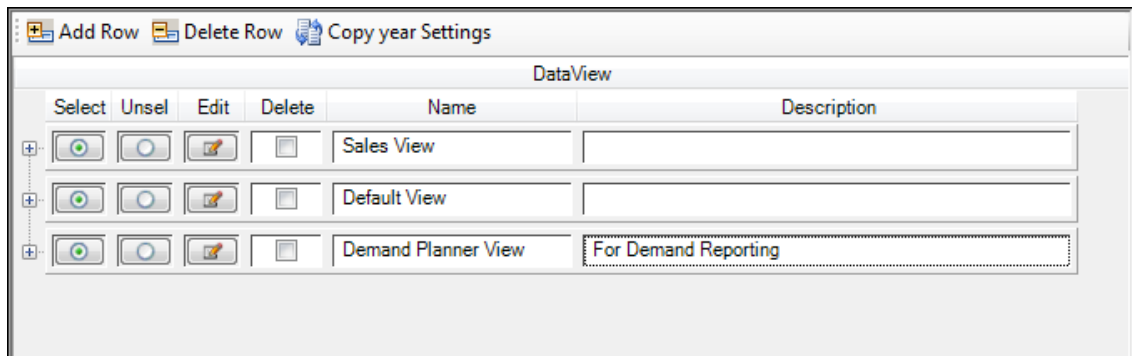 Add Row Delete Row Copy year Settings
DataView
Select Unsel Edit Delete Name Description
Sales View
Default View
Demand Planner View For Demand Reporting